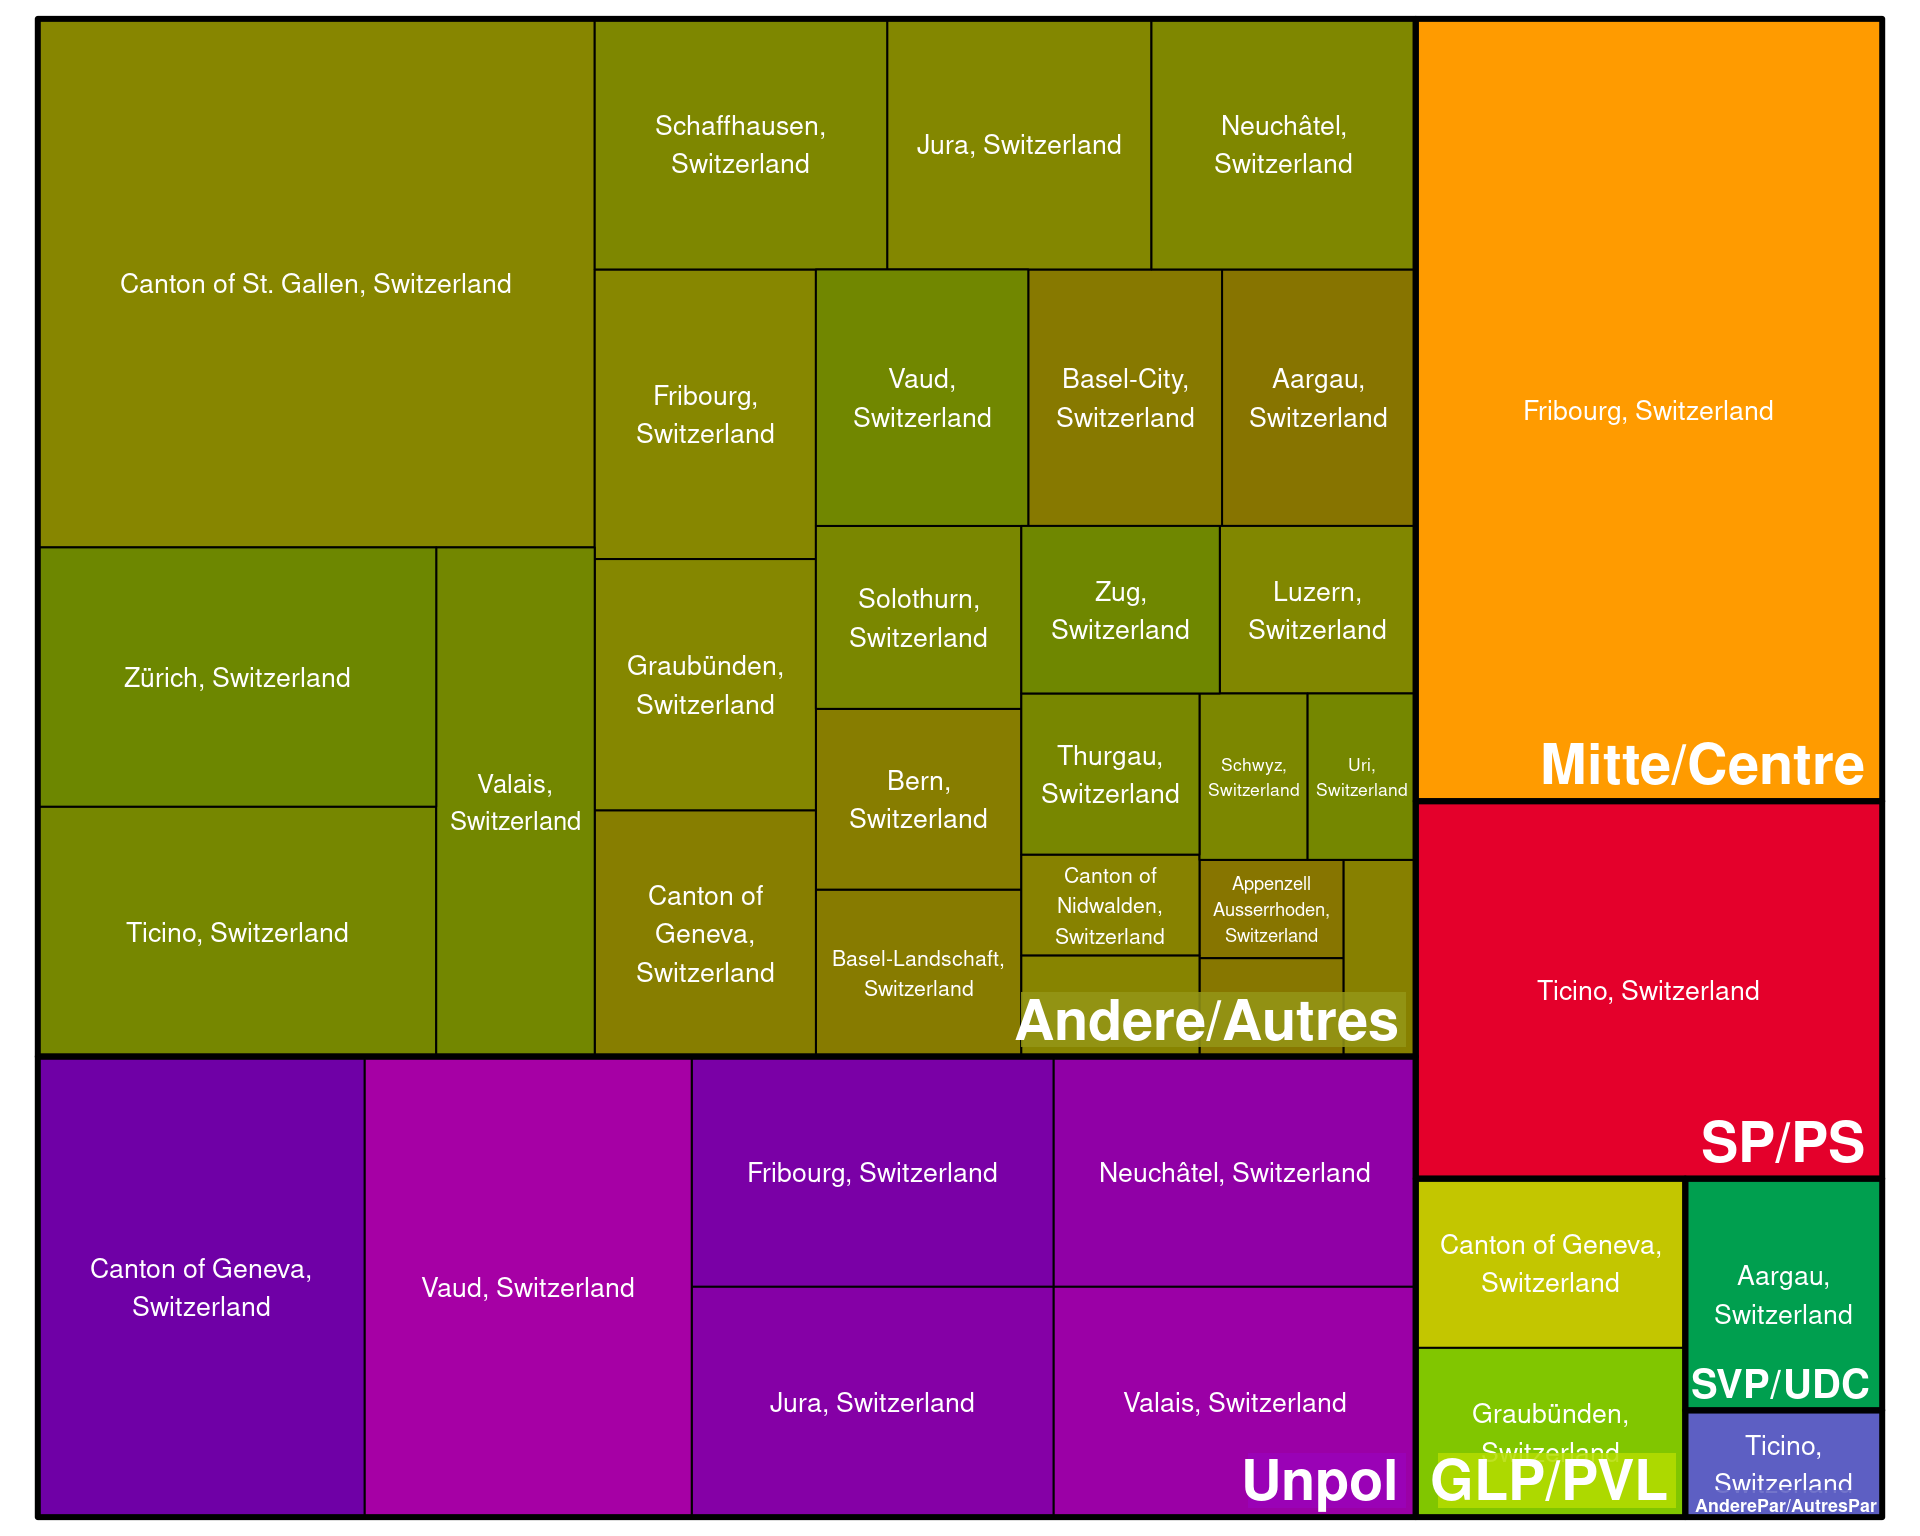 Canton of St. Gallen, Switzerland
Schaffhausen,
Switzerland
Jura, Switzerland
Neuchâtel,
Switzerland
Fribourg,
Switzerland
Vaud,
Switzerland
Basel-City,
Switzerland
Aargau,
Switzerland
Zürich, Switzerland
Ticino, Switzerland
Valais,
Switzerland
Graubünden,
Switzerland
Canton of
Geneva,
Switzerland
Solothurn,
Switzerland
Bern,
Switzerland
Basel-Landschaft,
Switzerland
Zug,
Switzerland
Luzern,
Switzerland
Thurgau,
Switzerland
Schwyz,
Switzerland
Uri,
Switzerland
Canton of
Nidwalden,
Switzerland
Appenzell
Ausserrhoden,
Switzerland
Andere/Autres
Fribourg, Switzerland
Mitte/Centre
Ticino, Switzerland
SP/PS
Canton of Geneva,
Switzerland
Vaud, Switzerland
Fribourg, Switzerland
Neuchâtel, Switzerland
Jura, Switzerland
Valais, Switzerland
Unpol
Canton of Geneva,
Switzerland
Graubünden,
Switzerland
GLP/PVL
Aargau,
Switzerland
SVP/UDC
Ticino,
Switzerland
AnderePar/AutresPar